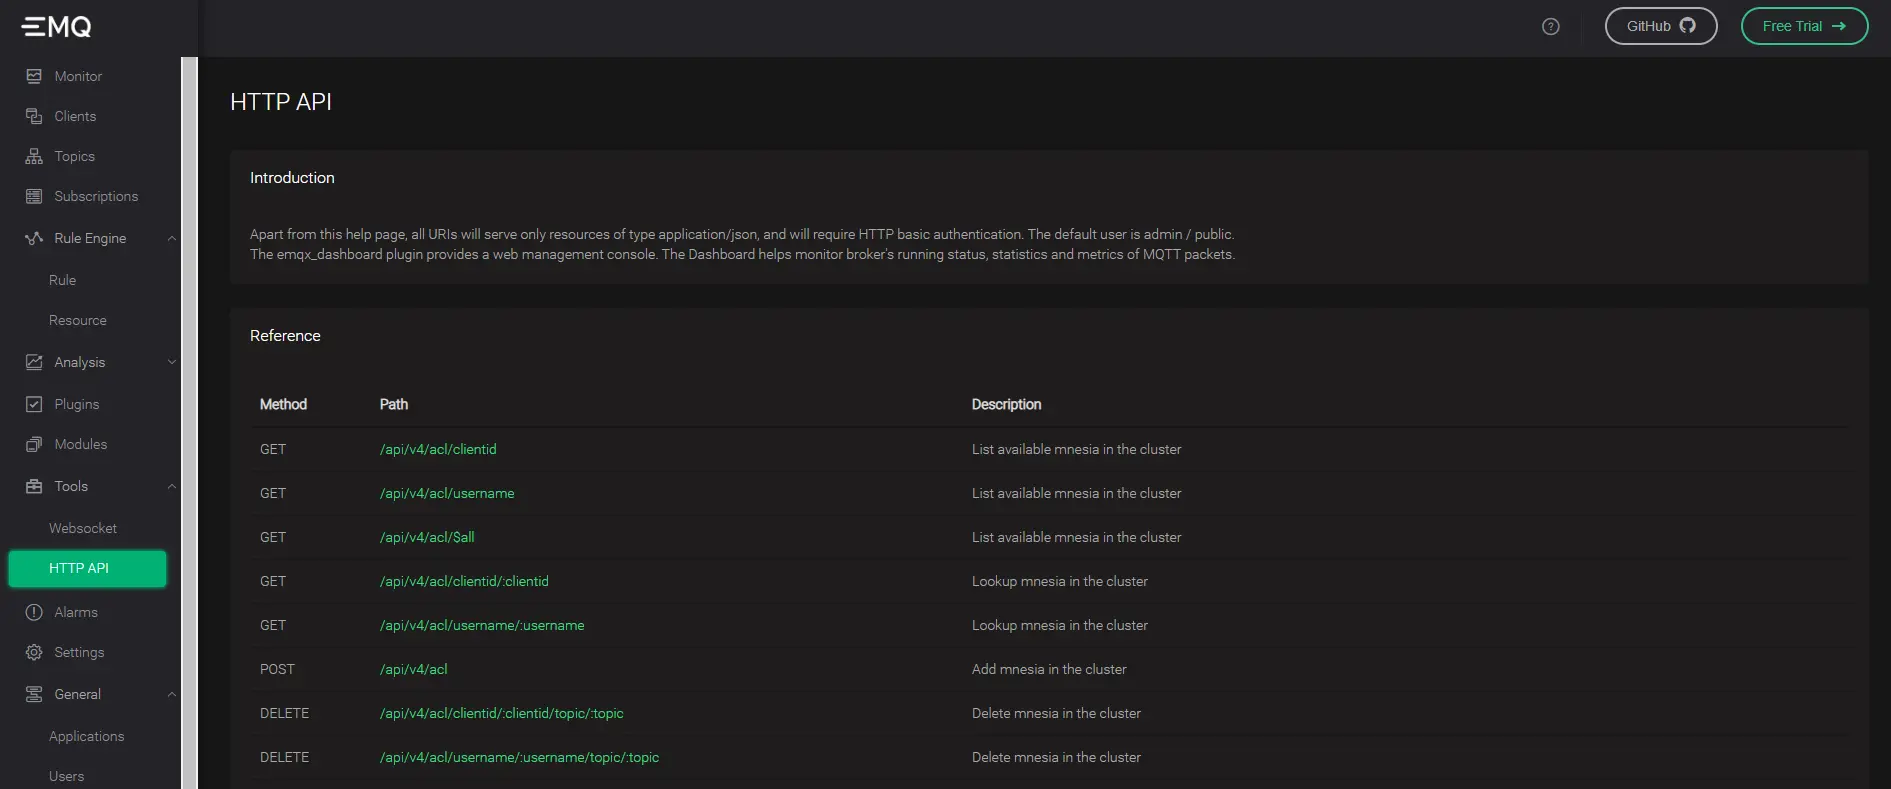 EMQ
GitHub
Free Trial →
Monitor
Clients
Topics
Subscriptions
Rule Engine
Rule
Resource
Analysis
Plugins
Modules
Tools
Websocket
HTTP API
Alarms
Settings
General
Applications
Users
HTTP API
Introduction
Apart from this help page, all URIs will serve only resources of type application/json, and will require HTTP basic authentication. The default user is admin / public.
The emqx_dashboard plugin provides a web management console. The Dashboard helps monitor broker's running status, statistics and metrics of MQTT packets.
Reference
Method Path Description
GET /api/v4/acl/clientid List available mnesia in the cluster
GET /api/v4/acl/username List available mnesia in the cluster
GET /api/v4/acl/$all List available mnesia in the cluster
GET /api/v4/acl/clientid/:clientid Lookup mnesia in the cluster
GET /api/v4/acl/username/:username Lookup mnesia in the cluster
POST /api/v4/acl Add mnesia in the cluster
DELETE /api/v4/acl/clientid/:clientid/topic/:topic Delete mnesia in the cluster
DELETE /api/v4/acl/username/:username/topic/:topic Delete mnesia in the cluster